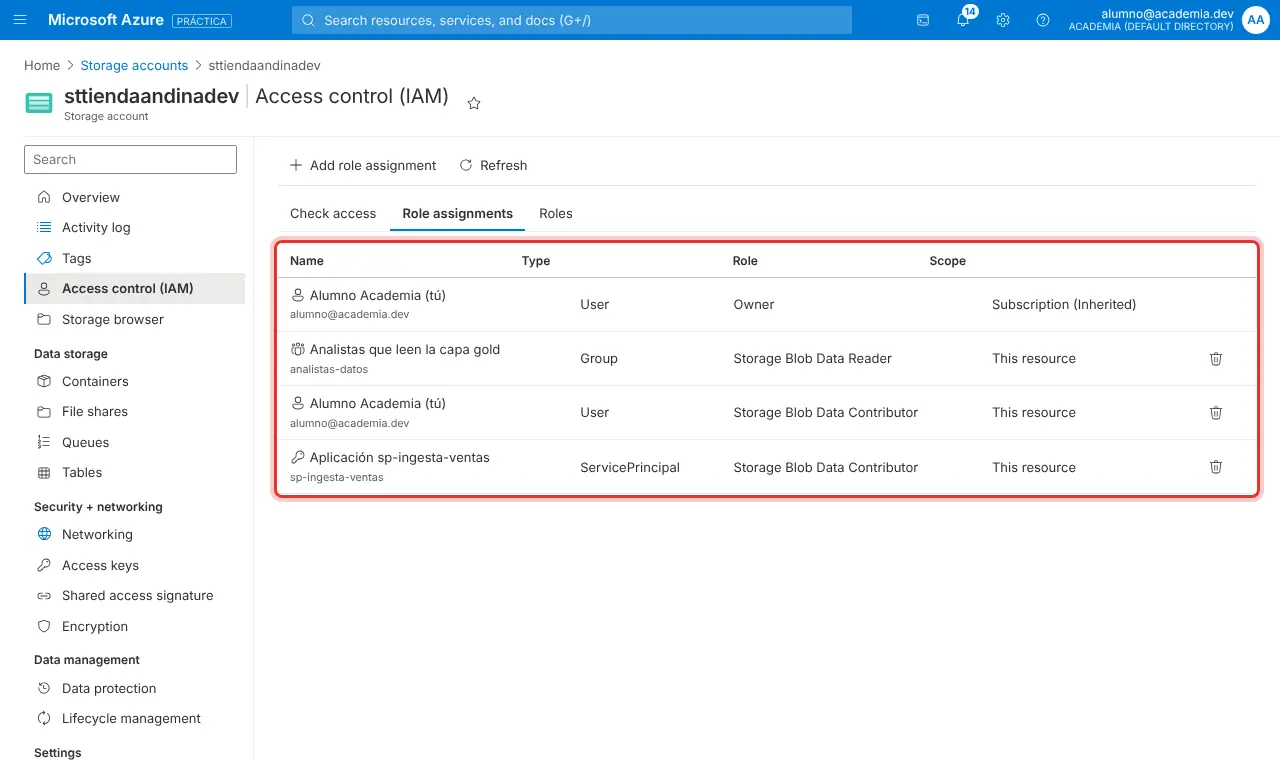 Microsoft Azure PRÁCTICA
Search resources, services, and docs (G+/)
14
alumno@academia.dev
ACADEMIA (DEFAULT DIRECTORY)
AA
Home > Storage accounts > sttiendaandinadev
sttiendaandinadev | Access control (IAM)
Storage account
Search
Overview
Activity log
Tags
Access control (IAM)
Storage browser
Data storage
Containers
File shares
Queues
Tables
Security + networking
Networking
Access keys
Shared access signature
Encryption
Data management
Data protection
Lifecycle management
Settings
Add role assignment Refresh
Check access Role assignments Roles
Name Type Role Scope
Alumno Academia (tú)
alumno@academia.dev
User Owner Subscription (Inherited)
Analistas que leen la capa gold
analistas-datos
Group Storage Blob Data Reader This resource
Alumno Academia (tú)
alumno@academia.dev
User Storage Blob Data Contributor This resource
Aplicación sp-ingesta-ventas
sp-ingesta-ventas
ServicePrincipal Storage Blob Data Contributor This resource